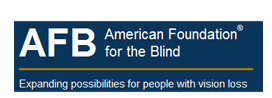 AFB American Foundation®
for the Blind
Expanding possibilities for people with vision loss